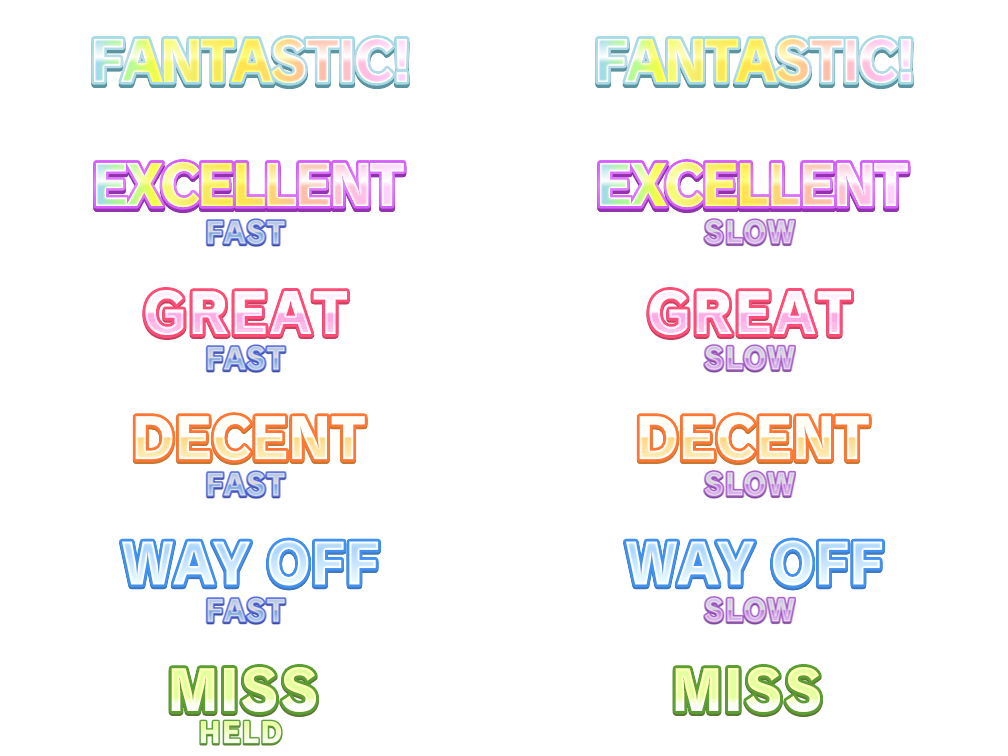 FANTASTIC! FANTASTIC!
EXCELLENT EXCELLENT
FAST SLOW
GREAT GREAT
FAST SLOW
DECENT DECENT
FAST SLOW
WAY OFF WAY OFF
FAST SLOW
MISS MISS
HELD